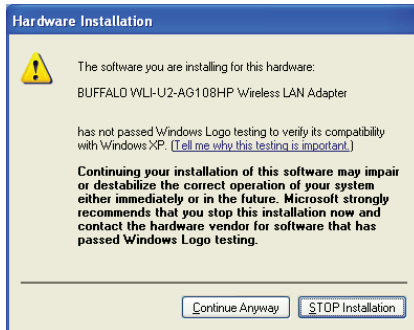 Hardware Installation
The software you are installing for this hardware:
BUFFALO WLI-U2-AG108HP Wireless LAN Adapter
has not passed Windows Logo testing to verify its compatibility
with Windows XP. (Tell me why this testing is important.)
Continuing your installation of this software may impair
or destabilize the correct operation of your system
either immediately or in the future. Microsoft strongly
recommends that you stop this installation now and
contact the hardware vendor for software that has
passed Windows Logo testing.
Continue Anyway
STOP Installation